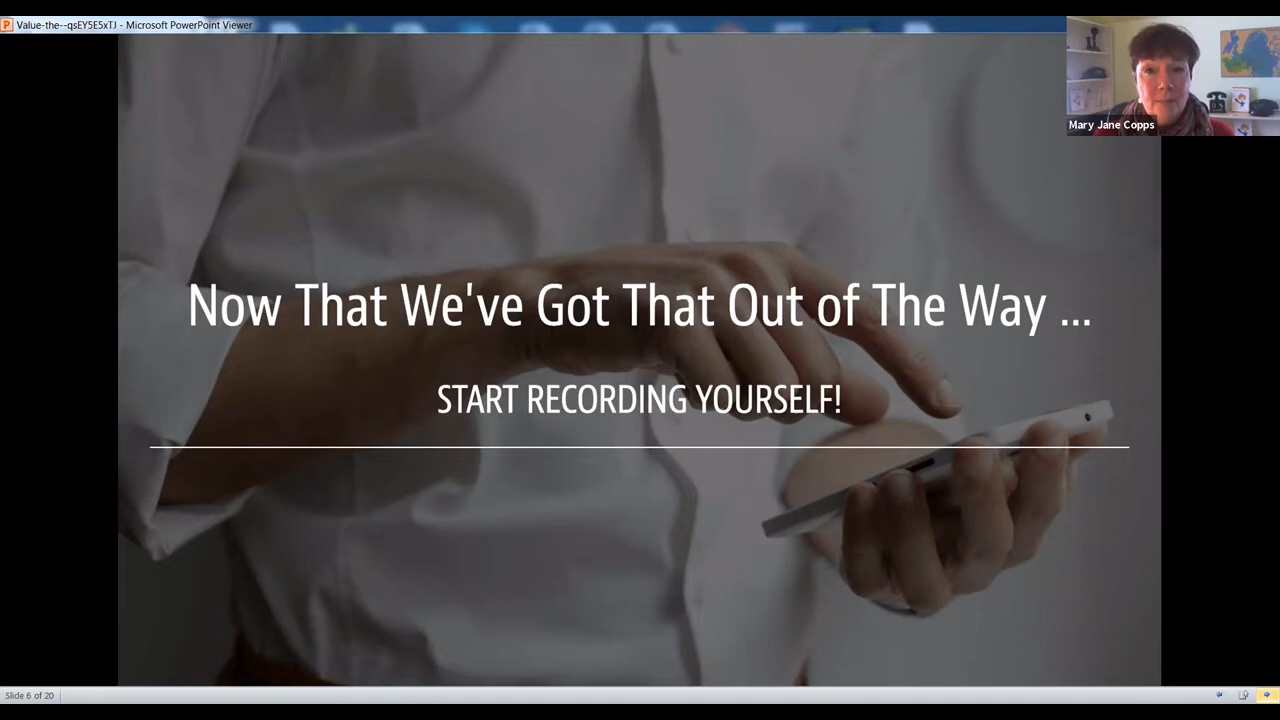 Value-the--qsEY5E5xTJ - Microsoft PowerPoint Viewer
Mary Jane Copps
Now That We've Got That Out of The Way ...
START RECORDING YOURSELF!
Slide 6 of 20